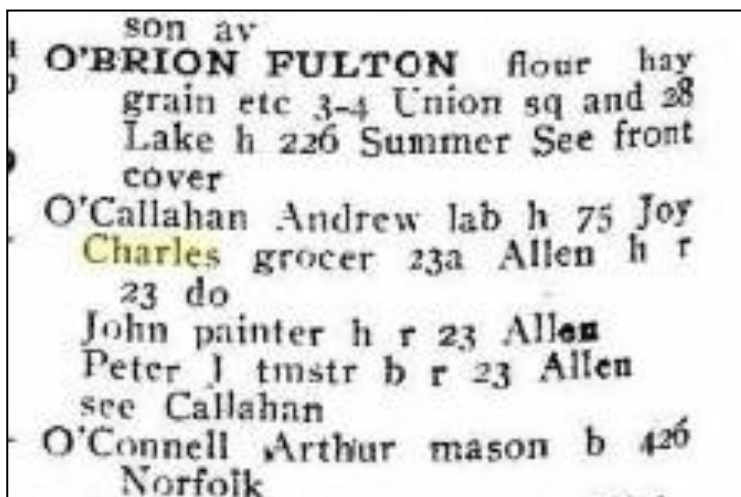 son av
O'BRION FULTON flour hay
grain etc 3-4 Union sq and 28
Lake h 226 Summer See front
cover
O'Callahan Andrew lab h 75 Joy
Charles grocer 23a Allen h r
23 do
John painter h r 23 Allen
Peter J tmstr b r 23 Allen
see Callahan
O'Connell Arthur mason b 426
Norfolk